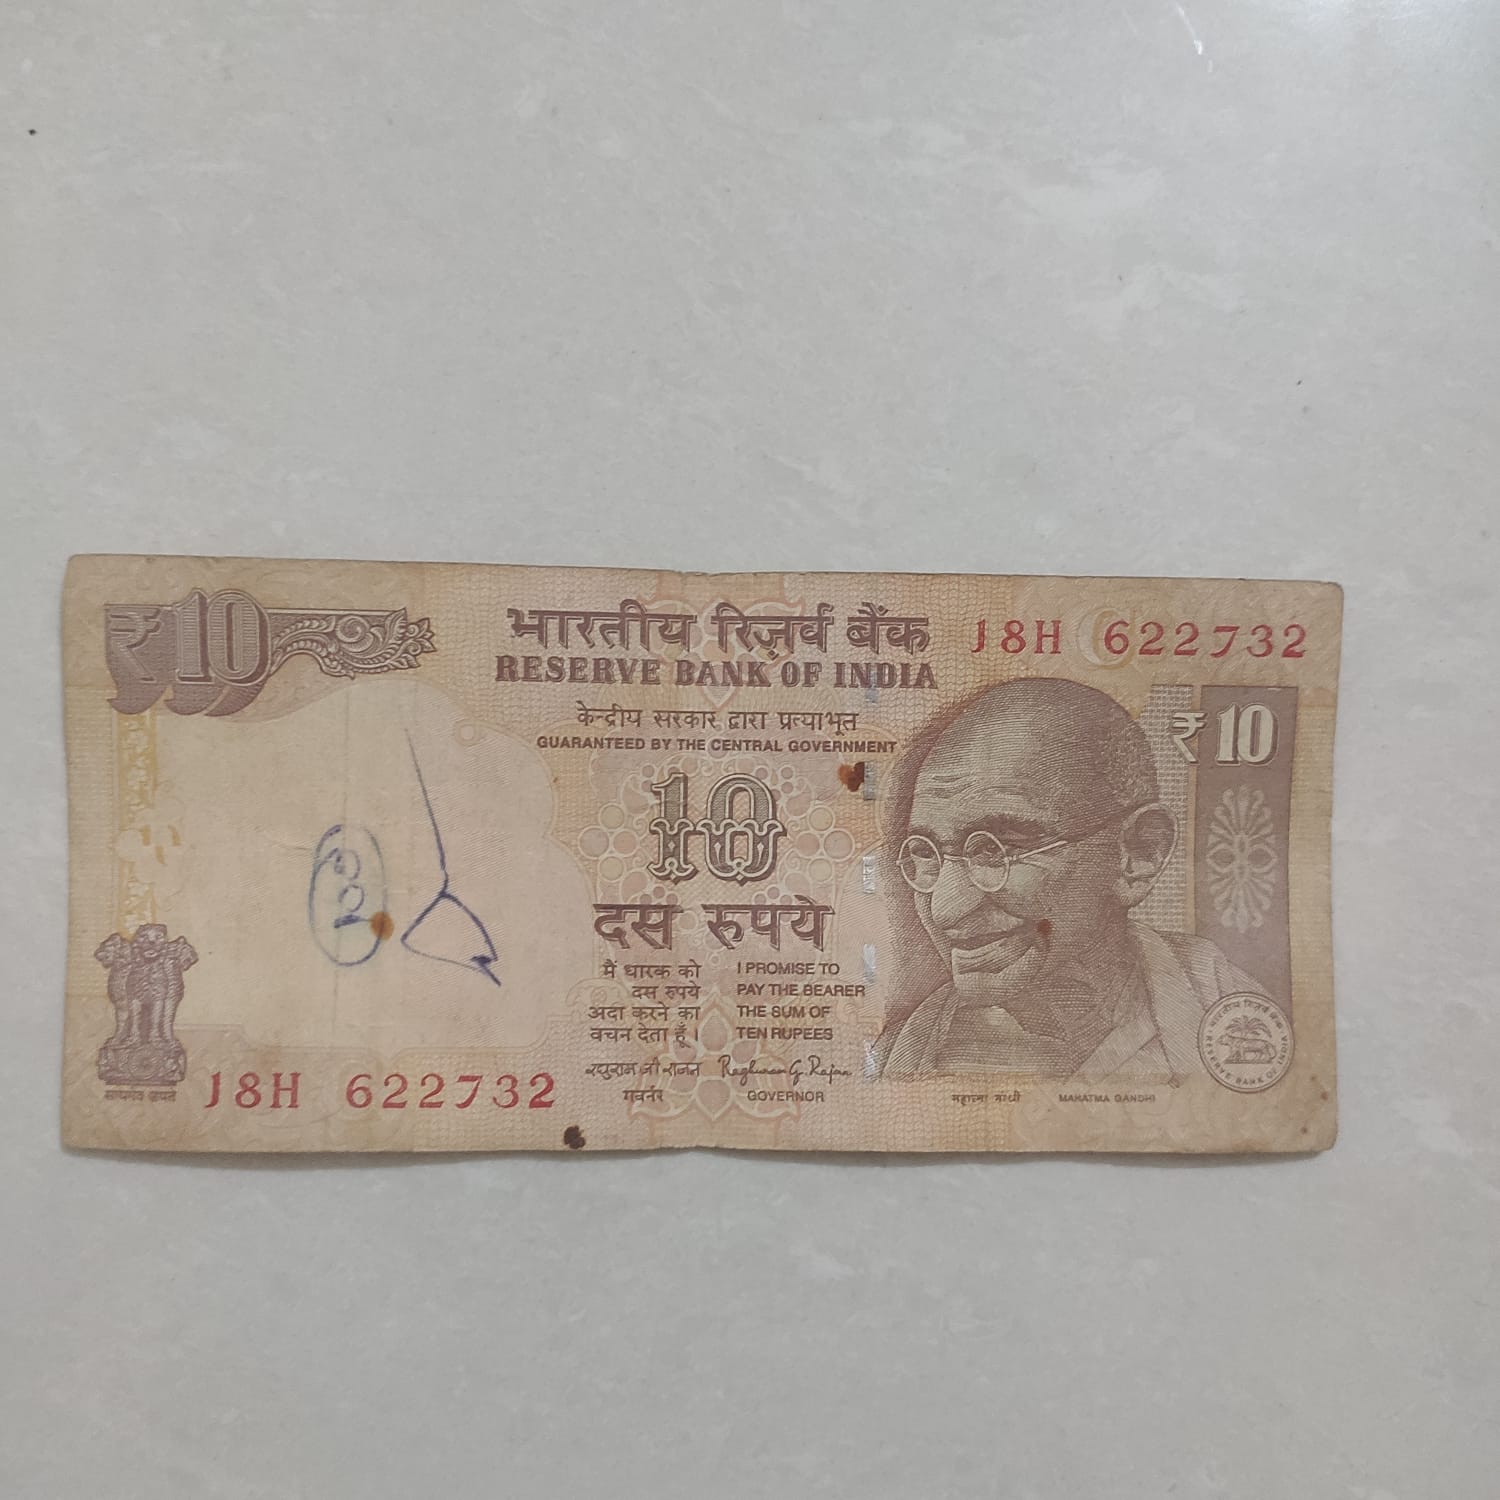 ₹10
भारतीय रिज़र्व बैंक
RESERVE BANK OF INDIA
J8H 622732
केन्द्रीय सरकार द्वारा प्रत्याभूत
GUARANTEED BY THE CENTRAL GOVERNMENT
₹10
10
दस रुपये
100
मैं धारक को
दस रुपये
अदा करने का
वचन देता हूँ।
I PROMISE TO
PAY THE BEARER
THE SUM OF
TEN RUPEES
रघुराम जी राजन
गवर्नर
Raghuram G. Rajan
GOVERNOR
सत्यमेव जयते
J8H 622732
महात्मा गांधी
MAHATMA GANDHI
भारतीय रिज़र्व बैंक
RESERVE BANK OF INDIA